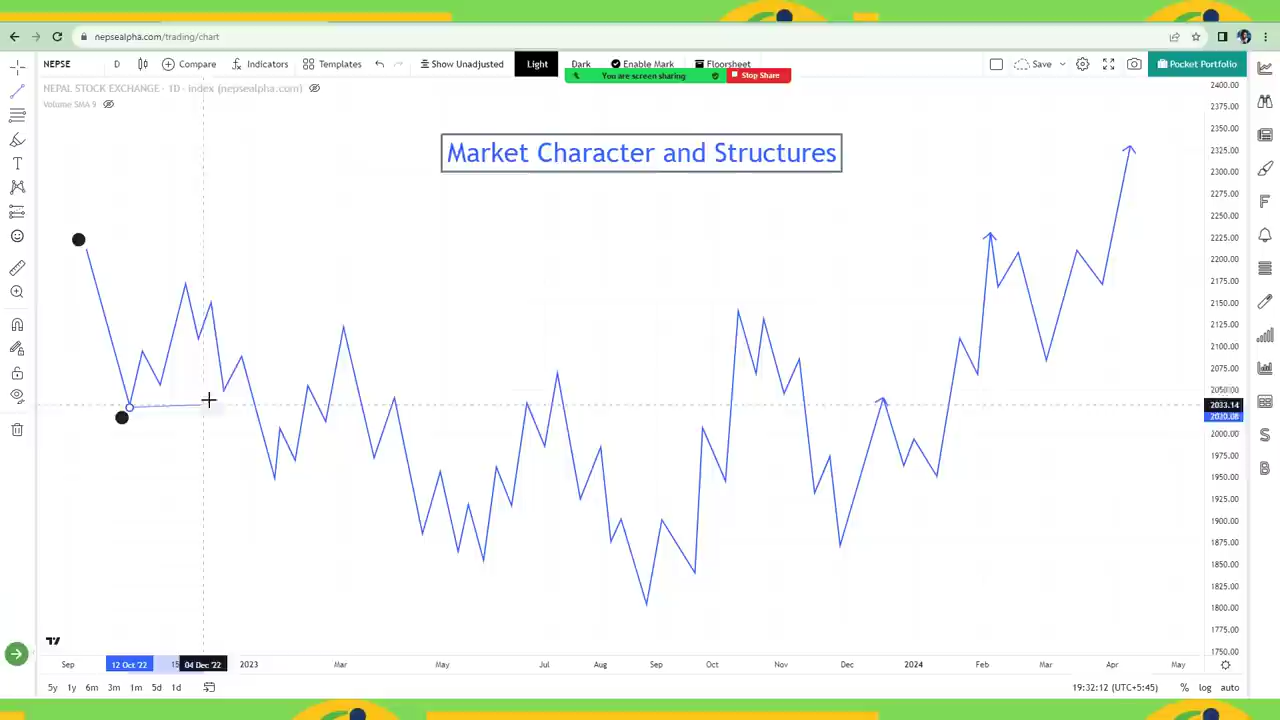 nepsealpha.com/trading/chart
NEPSE D Compare Indicators Templates Show Unadjusted Light Dark Enable Mark Floorsheet Save Pocket Portfolio
You are screen sharing Stop Share
NEPAL STOCK EXCHANGE · 1D · index (nepsealpha.com)
Volume SMA 9
Market Character and Structures
2400.00
2375.00
2350.00
2325.00
2300.00
2275.00
2250.00
2225.00
2200.00
2175.00
2150.00
2125.00
2100.00
2075.00
2050.00
2033.14
2000.00
1975.00
1950.00
1925.00
1900.00
1875.00
1850.00
1825.00
1800.00
1775.00
1750.00
F
S
B
Sep 12 Oct '22 15 04 Dec '22 2023 Mar May Jul Aug Sep Oct Nov Dec 2024 Feb Mar Apr May
5y 1y 6m 3m 1m 5d 1d 19:32:12 (UTC+5:45) % log auto